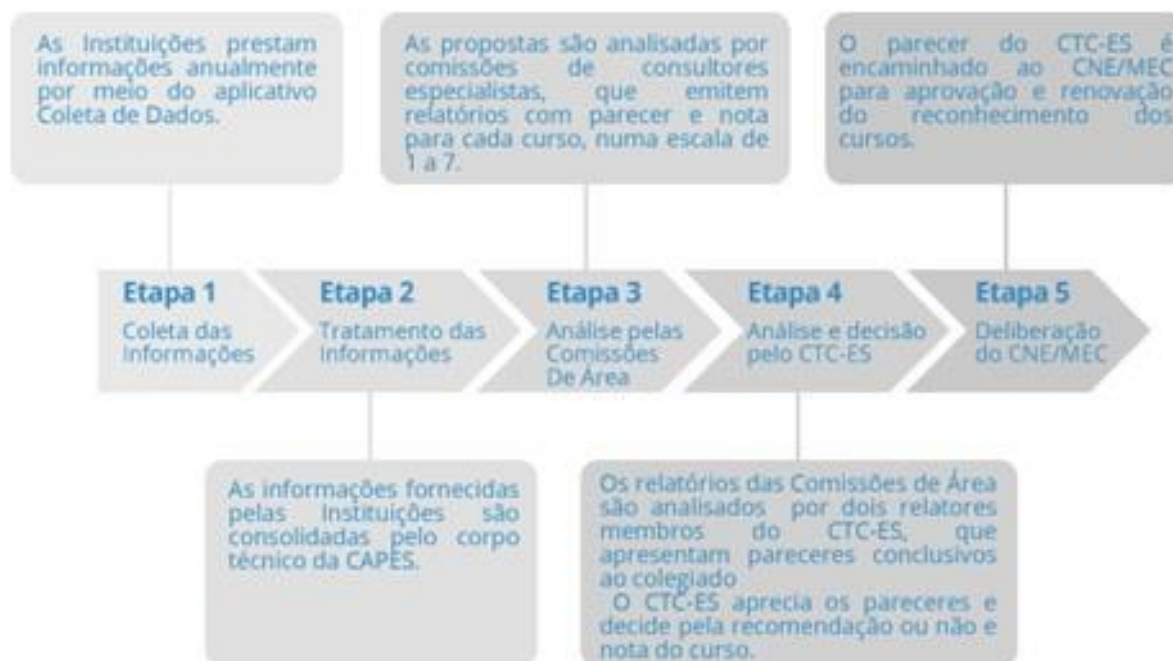 As Instituições prestam
informações anualmente
por meio do aplicativo
Coleta de Dados.
As propostas são analisadas por
comissões de consultores
especialistas, que emitem
relatórios com parecer e nota
para cada curso, numa escala de
1 a 7.
O parecer do CTC-ES é
encaminhado ao CNE/MEC
para aprovação e renovação
do reconhecimento dos
cursos.
Etapa 1
Coleta das
Informações
Etapa 2
Tratamento das
Informações
Etapa 3
Análise pelas
Comissões
De Área
Etapa 4
Análise e decisão
pelo CTC-ES
Etapa 5
Deliberação
do CNE/MEC
As informações fornecidas
pelas Instituições são
consolidadas pelo corpo
técnico da CAPES.
Os relatórios das Comissões de Área
são analisados por dois relatores
membros do CTC-ES, que
apresentam pareceres conclusivos
ao colegiado
O CTC-ES aprecia os pareceres e
decide pela recomendação ou não e
nota do curso.